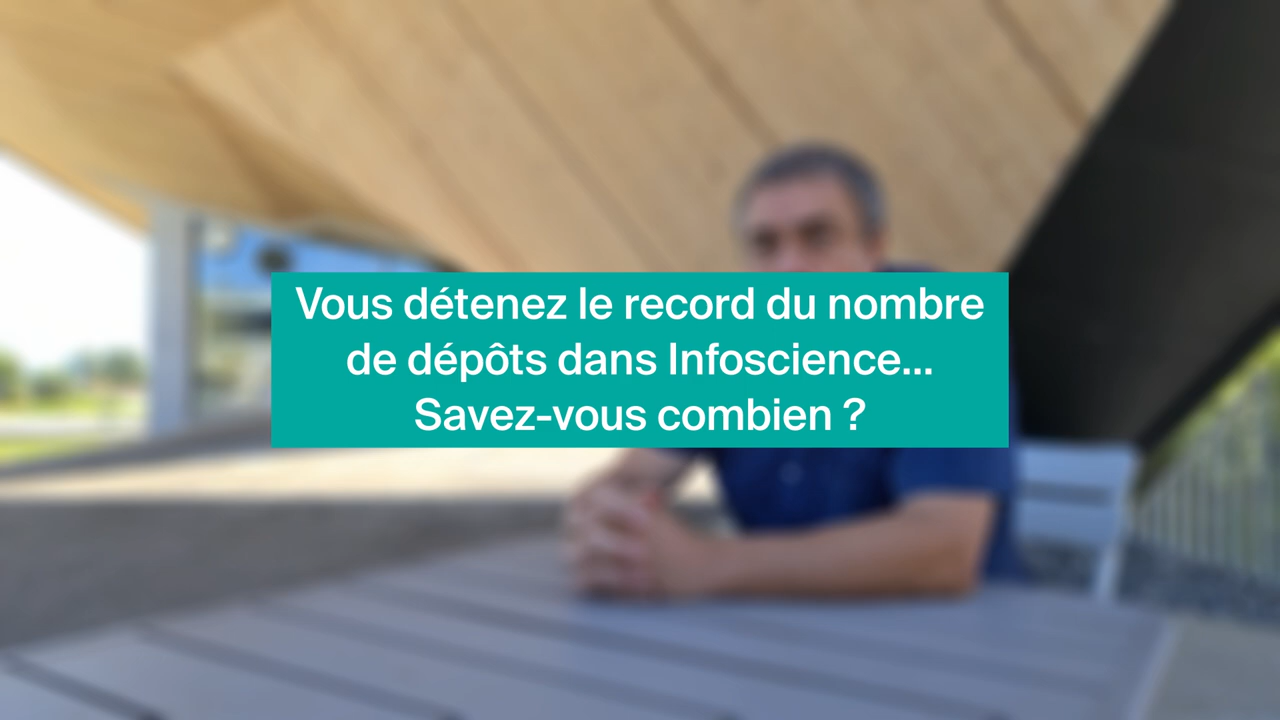 Vous détenez le record du nombre
de dépôts dans Infoscience...
Savez-vous combien ?